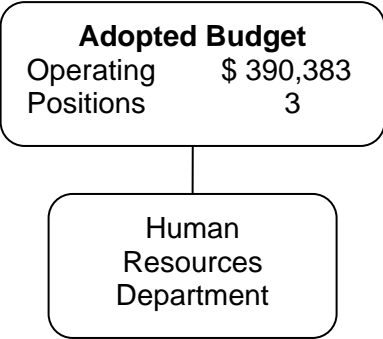 Adopted Budget
Operating $ 390,383
Positions 3
Human
Resources
Department